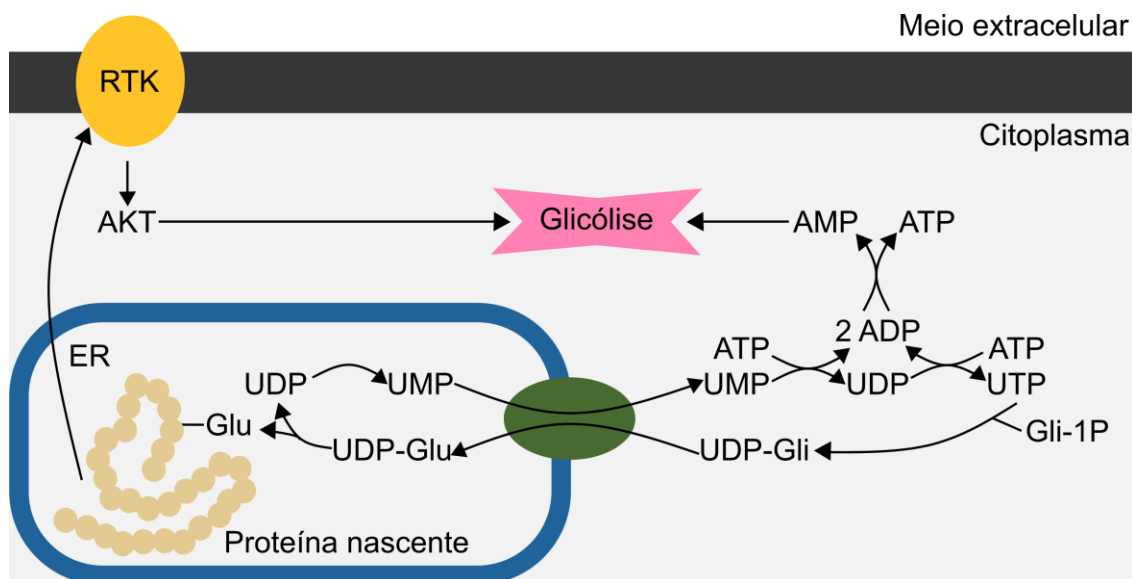 Meio extracelular
RTK
Citoplasma
AKT
Glicólise
AMP
ATP
2 ADP
ER
ATP
ATP
UDP
UMP
UMP
UDP
UTP
Glu
UDP-Glu
UDP-Gli
Gli-1P
Proteína nascente